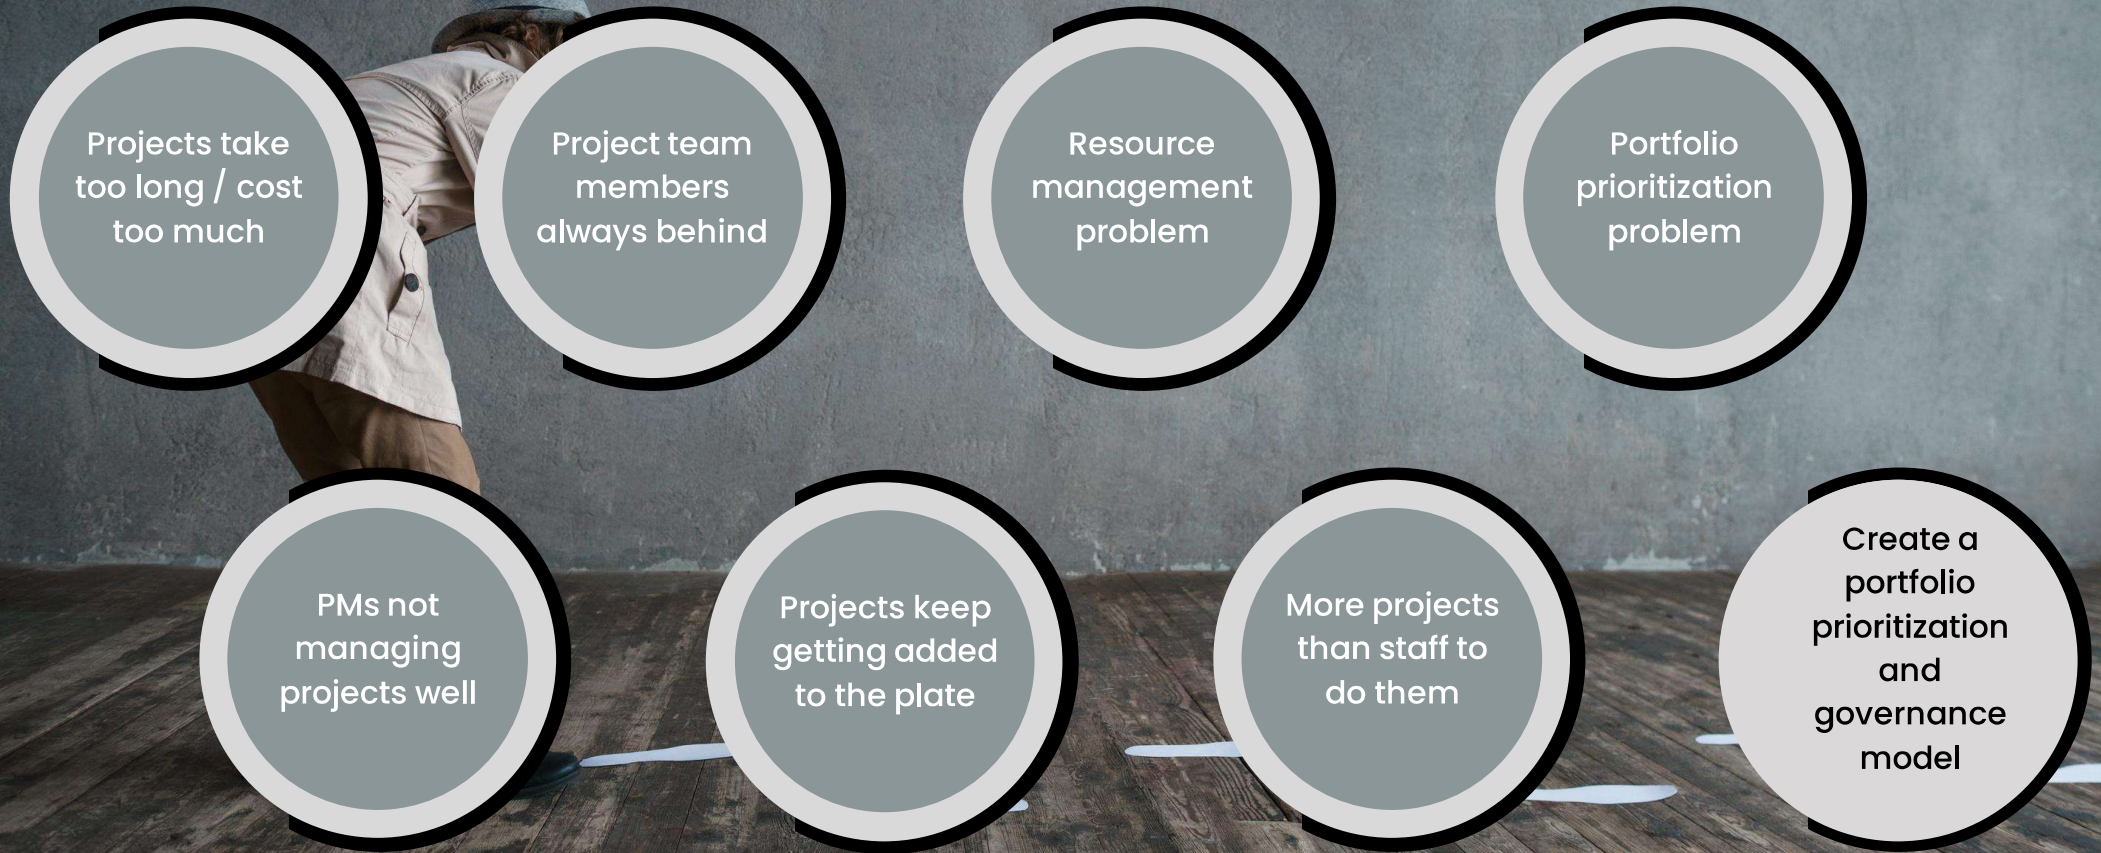 Projects take
too long / cost
too much
Project team
members
always behind
Resource
management
problem
Portfolio
prioritization
problem
PMs not
managing
projects well
Projects keep
getting added
to the plate
More projects
than staff to
do them
Create a
portfolio
prioritization
and
governance
model